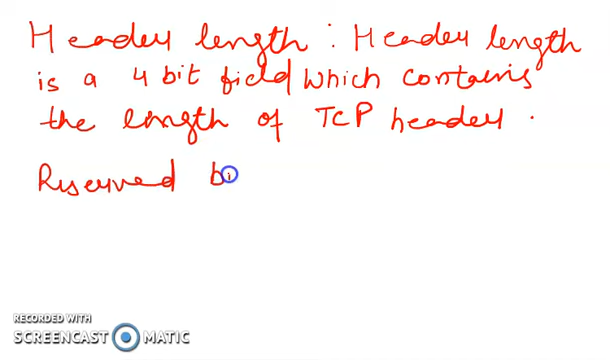 Header length : Header length
is a 4 bit field which contains
the length of TCP header .
Reserved bi
RECORDED WITH
SCREENCAST MATIC